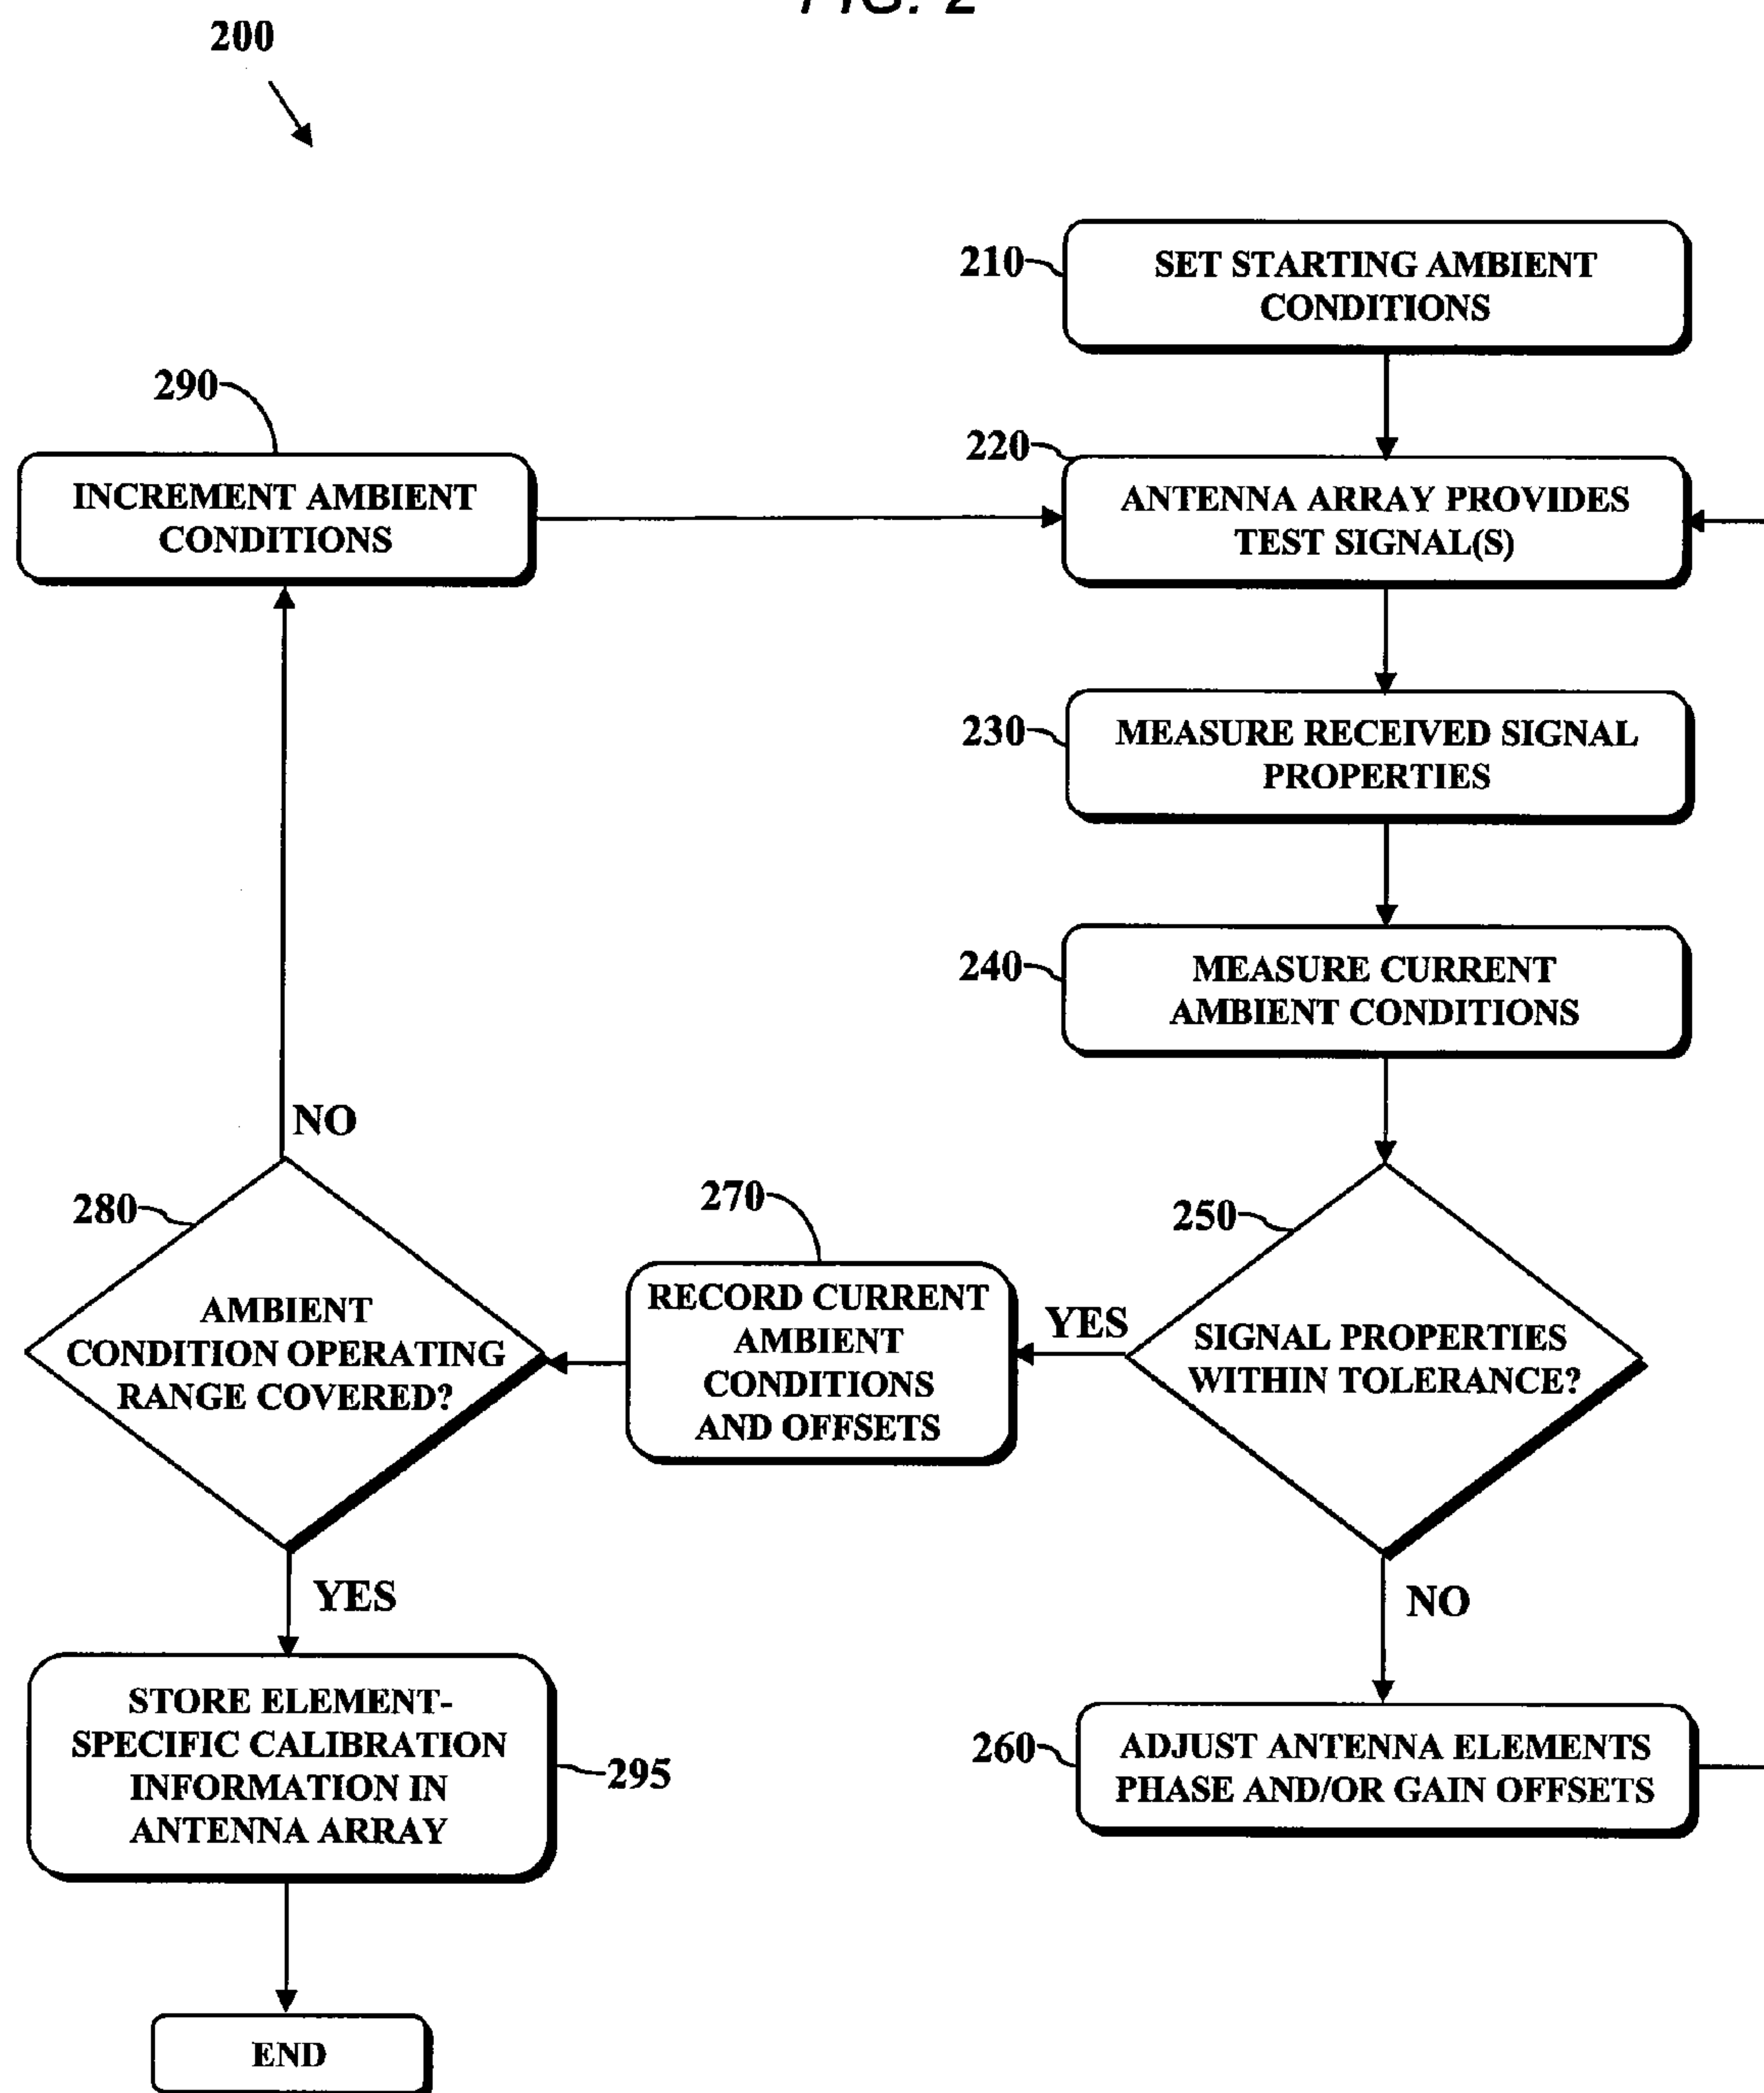 FIG. 2
200
210
SET STARTING AMBIENT
CONDITIONS
290
INCREMENT AMBIENT
CONDITIONS
220
ANTENNA ARRAY PROVIDES
TEST SIGNAL(S)
230
MEASURE RECEIVED SIGNAL
PROPERTIES
240
MEASURE CURRENT
AMBIENT CONDITIONS
250
SIGNAL PROPERTIES
WITHIN TOLERANCE?
YES
NO
260
ADJUST ANTENNA ELEMENTS
PHASE AND/OR GAIN OFFSETS
270
RECORD CURRENT
AMBIENT
CONDITIONS
AND OFFSETS
280
AMBIENT
CONDITION OPERATING
RANGE COVERED?
NO
YES
STORE ELEMENT-
SPECIFIC CALIBRATION
INFORMATION IN
ANTENNA ARRAY
295
END